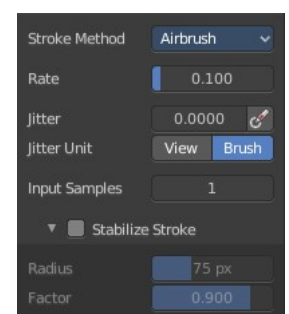 Stroke Method Airbrush
Rate 0.100
Jitter 0.0000
Jitter Unit View Brush
Input Samples 1
Stabilize Stroke
Radius 75 px
Factor 0.900